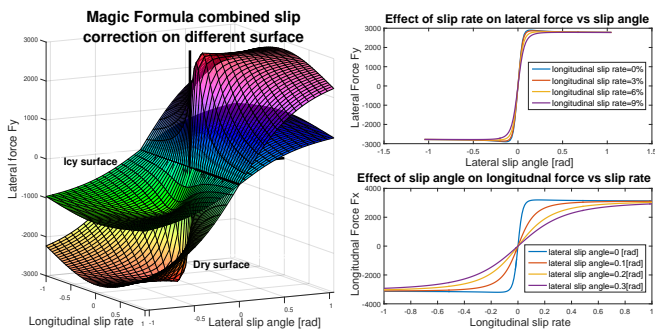 Magic Formula combined slip
correction on different surface
3000
2000
1000
0
-1000
-2000
-3000
Lateral force Fy
Icy surface
Dry surface
-1
-0.5
0
0.5
1
Longitudinal slip rate
-1
-0.5
0
0.5
1
Lateral slip angle [rad]
Effect of slip rate on lateral force vs slip angle
3000
2000
1000
0
-1000
-2000
-3000
Lateral Force Fy
longitudinal slip rate=0%
longitudinal slip rate=3%
longitudinal slip rate=6%
longitudinal slip rate=9%
-1.5 -1 -0.5 0 0.5 1 1.5
Lateral slip angle [rad]
Effect of slip angle on longitudnal force vs slip rate
4000
2000
0
-2000
-4000
Longitudnal Force Fx
lateral slip angle=0 [rad]
lateral slip angle=0.1[rad]
lateral slip angle=0.2[rad]
lateral slip angle=0.3[rad]
-1 -0.8 -0.6 -0.4 -0.2 0 0.2 0.4 0.6 0.8 1
Longitudinal slip rate